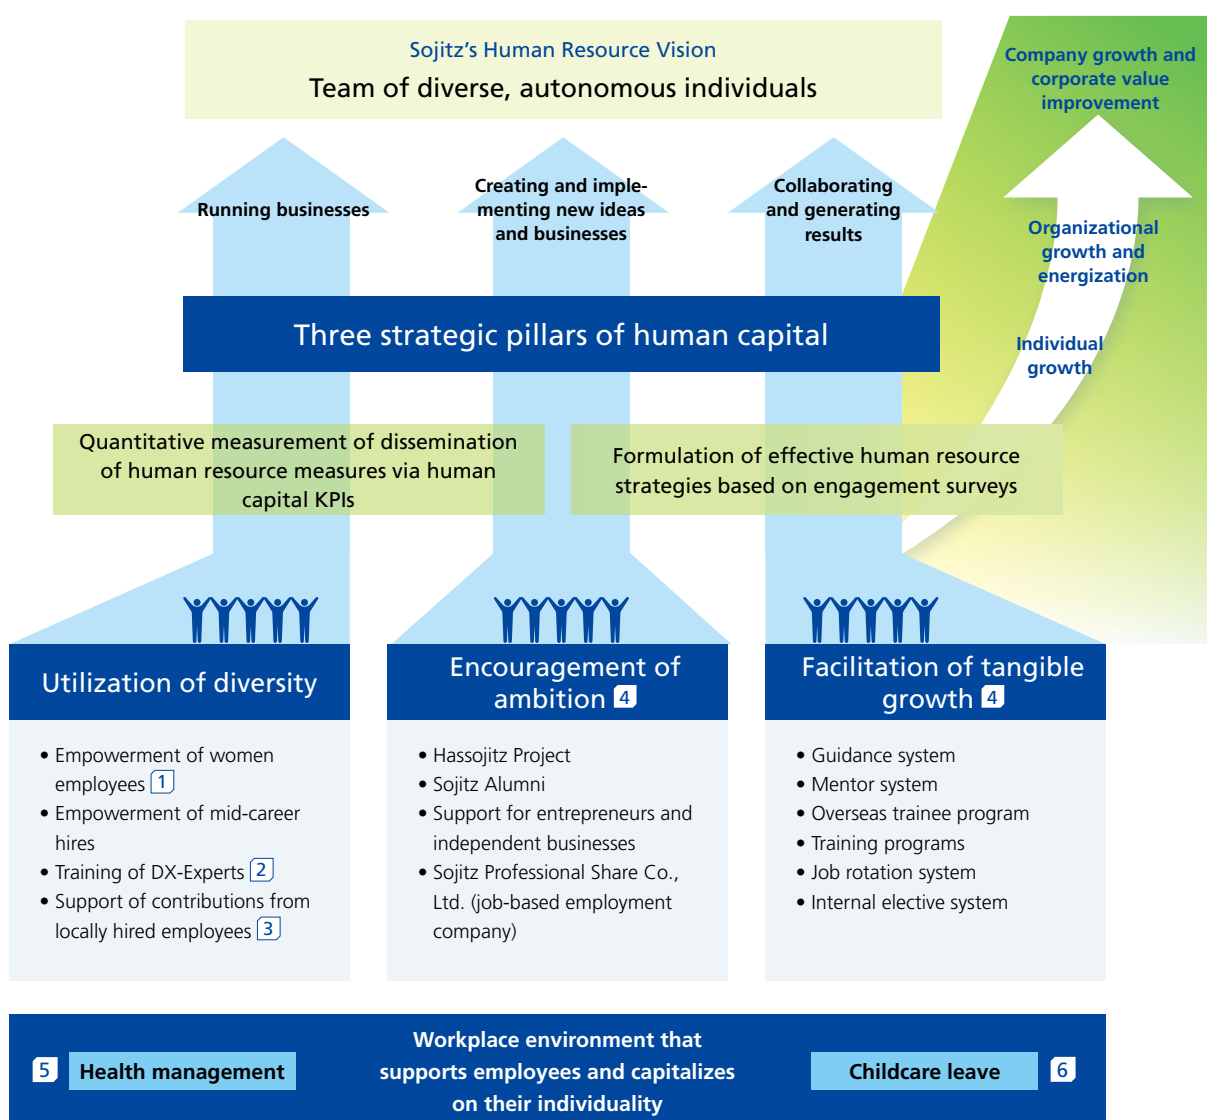 Sojitz's Human Resource Vision
Team of diverse, autonomous individuals
Company growth and
corporate value
improvement
Organizational
growth and
energization
Individual
growth
Running businesses
Creating and imple-
menting new ideas
and businesses
Collaborating
and generating
results
Three strategic pillars of human capital
Quantitative measurement of dissemination
of human resource measures via human
capital KPIs
Formulation of effective human resource
strategies based on engagement surveys
Utilization of diversity
• Empowerment of women
employees 1
• Empowerment of mid-career
hires
• Training of DX-Experts 2
• Support of contributions from
locally hired employees 3
Encouragement of
ambition 4
• Hassojitz Project
• Sojitz Alumni
• Support for entrepreneurs and
independent businesses
• Sojitz Professional Share Co.,
Ltd. (job-based employment
company)
Facilitation of tangible
growth 4
• Guidance system
• Mentor system
• Overseas trainee program
• Training programs
• Job rotation system
• Internal elective system
5 Health management
Workplace environment that
supports employees and capitalizes
on their individuality
Childcare leave 6